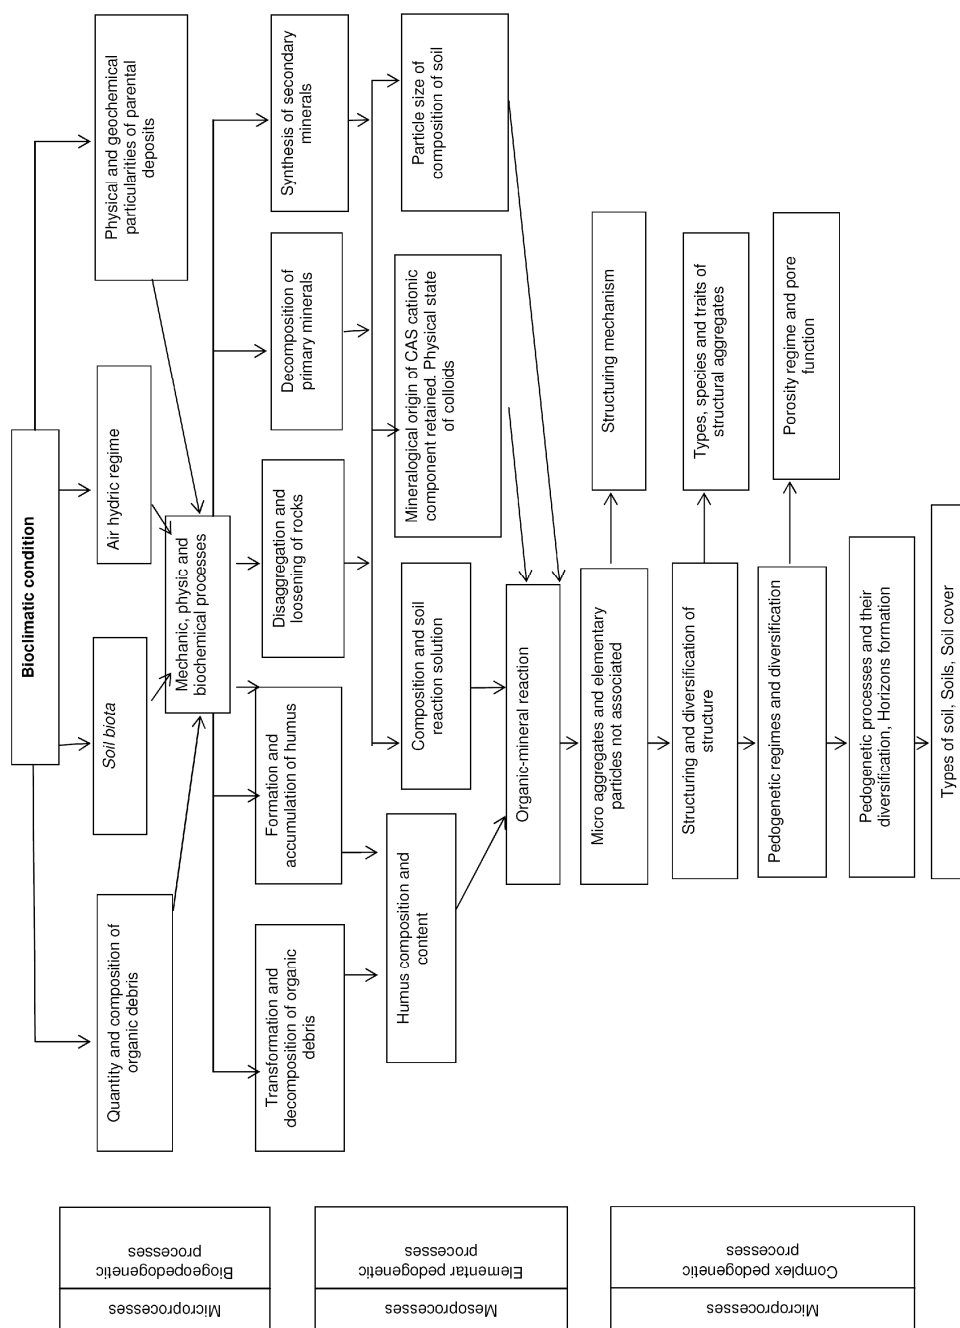 Bioclimatic condition
Quantity and composition of
organic debris
Soil biota
Air hydric regime
Physical and geochemical
particularities of parental
deposits
Mechanic, physic and
biochemical processes
Transformation and
decomposition of organic
debris
Formation and
accumulation of humus
Disaggregation and
loosening of rocks
Decomposition of
primary minerals
Synthesis of secondary
minerals
Humus composition and
content
Composition and soil
reaction solution
Mineralogical origin of CAS cationic
component retained. Physical state
of colloids
Particle size of
composition of soil
Organic-mineral reaction
Micro aggregates and elementary
particles not associated
Structuring mechanism
Structuring and diversification of
structure
Types, species and traits of
structural aggregates
Pedogenetic regimes and diversification
Porosity regime and pore
function
Pedogenetic processes and their
diversification, Horizons formation
Types of soil, Soils, Soil cover
Microprocesses
Biogeopedogenetic
processes
Mesoprocesses
Elementar pedogenetic
processes
Microprocesses
Complex pedogenetic
processes